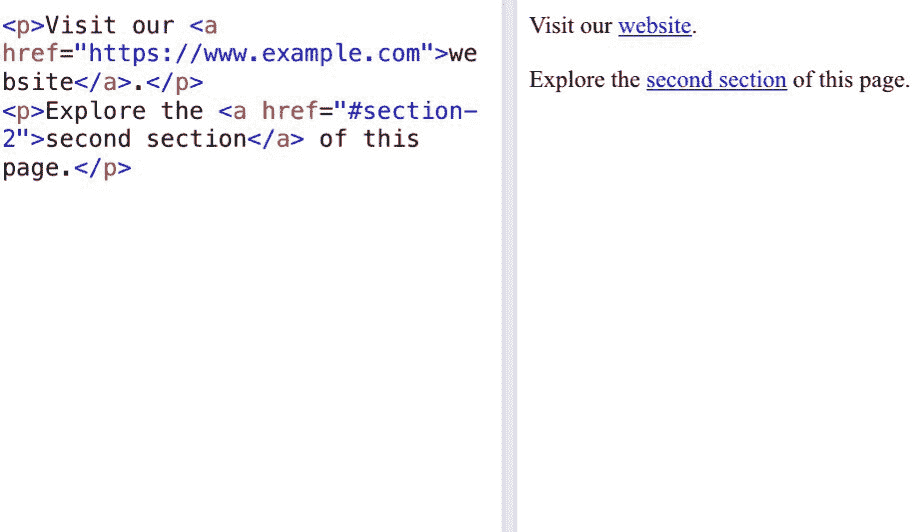 <p>Visit our <a
href="https://www.example.com">we
bsite</a>.</p>
<p>Explore the <a href="#section-
2">second section</a> of this
page.</p>
Visit our website.
Explore the second section of this page.